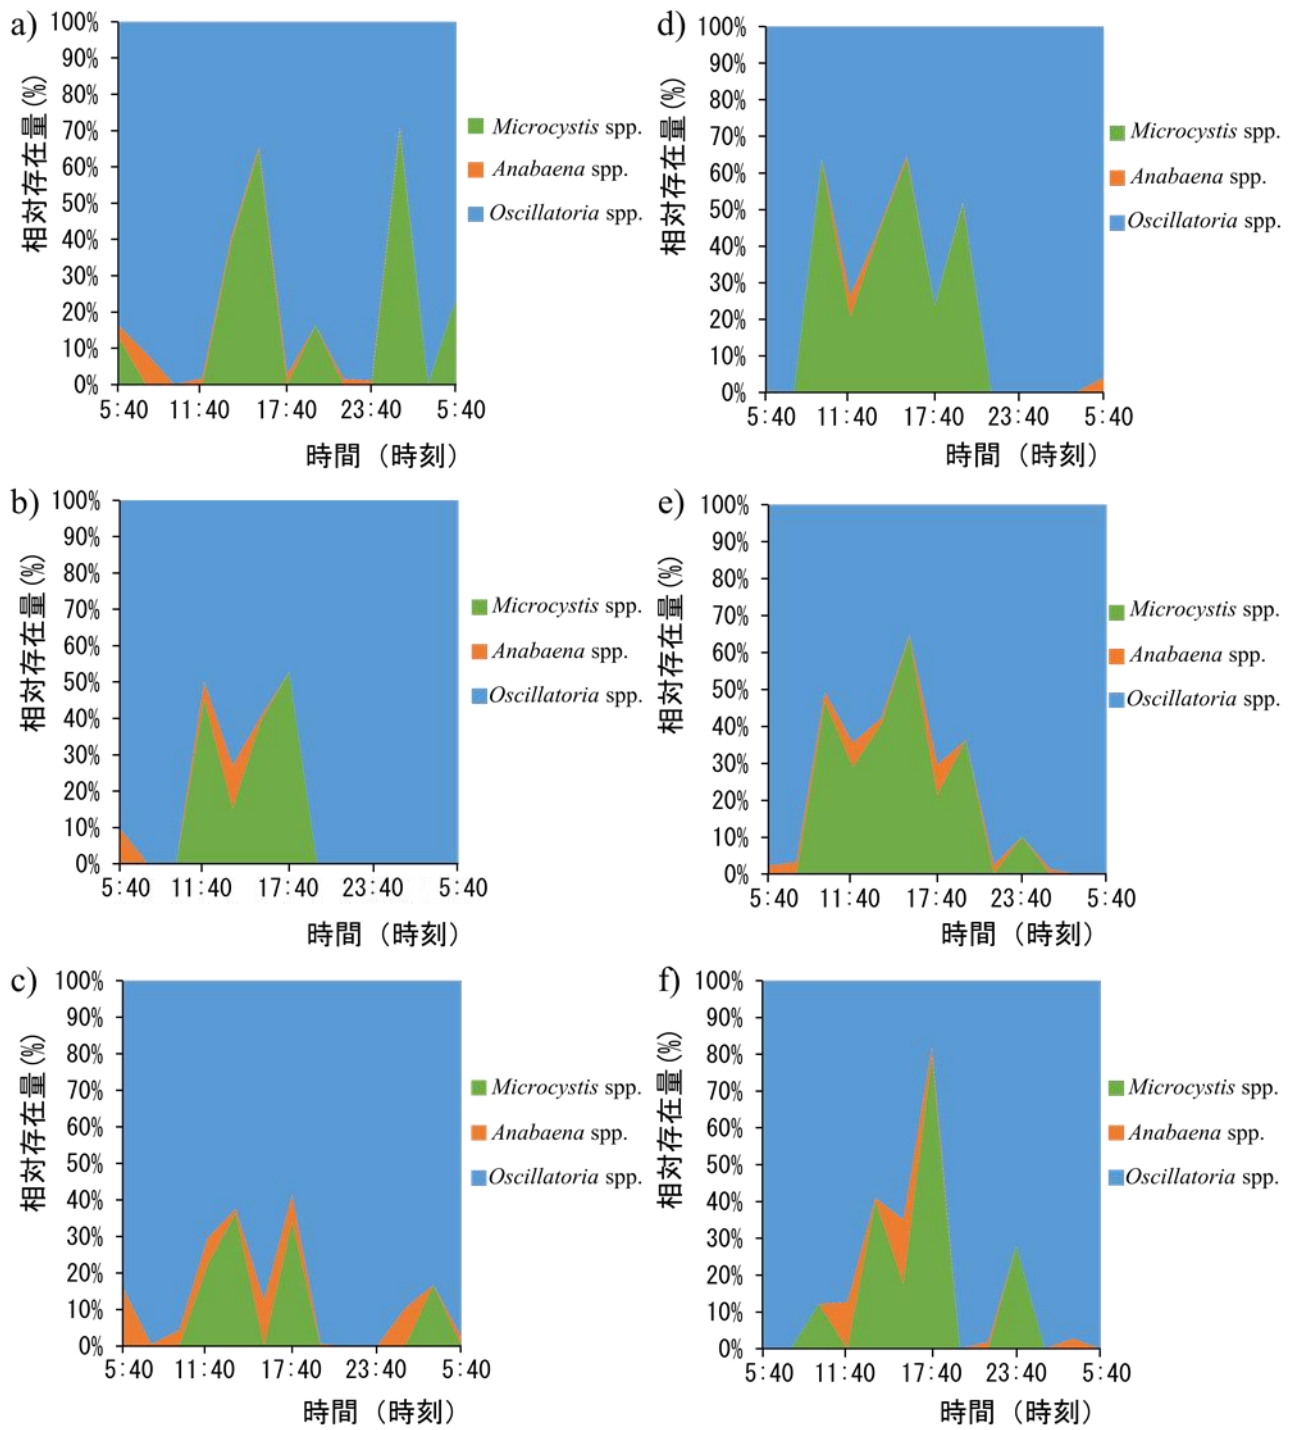 a)
100%
90%
80%
70%
60%
50%
40%
30%
20%
10%
0%
相対存在量(%)
5:40 11:40 17:40 23:40 5:40
時間（時刻）
Microcystis spp.
Anabaena spp.
Oscillatoria spp.
d)
100%
90%
80%
70%
60%
50%
40%
30%
20%
10%
0%
相対存在量(%)
5:40 11:40 17:40 23:40 5:40
時間（時刻）
Microcystis spp.
Anabaena spp.
Oscillatoria spp.
b)
100%
90%
80%
70%
60%
50%
40%
30%
20%
10%
0%
相対存在量(%)
5:40 11:40 17:40 23:40 5:40
時間（時刻）
Microcystis spp.
Anabaena spp.
Oscillatoria spp.
e)
100%
90%
80%
70%
60%
50%
40%
30%
20%
10%
0%
相対存在量(%)
5:40 11:40 17:40 23:40 5:40
時間（時刻）
Microcystis spp.
Anabaena spp.
Oscillatoria spp.
c)
100%
90%
80%
70%
60%
50%
40%
30%
20%
10%
0%
相対存在量(%)
5:40 11:40 17:40 23:40 5:40
時間（時刻）
Microcystis spp.
Anabaena spp.
Oscillatoria spp.
f)
100%
90%
80%
70%
60%
50%
40%
30%
20%
10%
0%
相対存在量(%)
5:40 11:40 17:40 23:40 5:40
時間（時刻）
Microcystis spp.
Anabaena spp.
Oscillatoria spp.